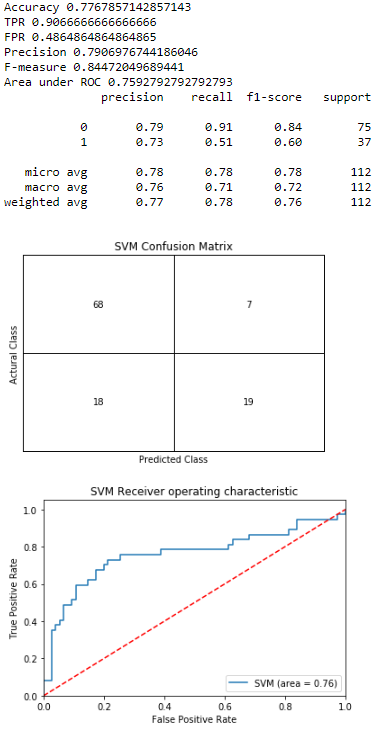 Accuracy 0.7767857142857143
TPR 0.9066666666666666
FPR 0.4864864864864865
Precision 0.7906976744186046
F-measure 0.84472049689441
Area under ROC 0.7592792792792793
precision recall f1-score support
0 0.79 0.91 0.84 75
1 0.73 0.51 0.60 37
micro avg 0.78 0.78 0.78 112
macro avg 0.76 0.71 0.72 112
weighted avg 0.77 0.78 0.76 112
SVM Confusion Matrix
68 7
Actural Class
18 19
Predicted Class
SVM Receiver operating characteristic
1.0
0.8
0.6
0.4
0.2
0.0
True Positive Rate
SVM (area = 0.76)
0.0 0.2 0.4 0.6 0.8 1.0
False Positive Rate